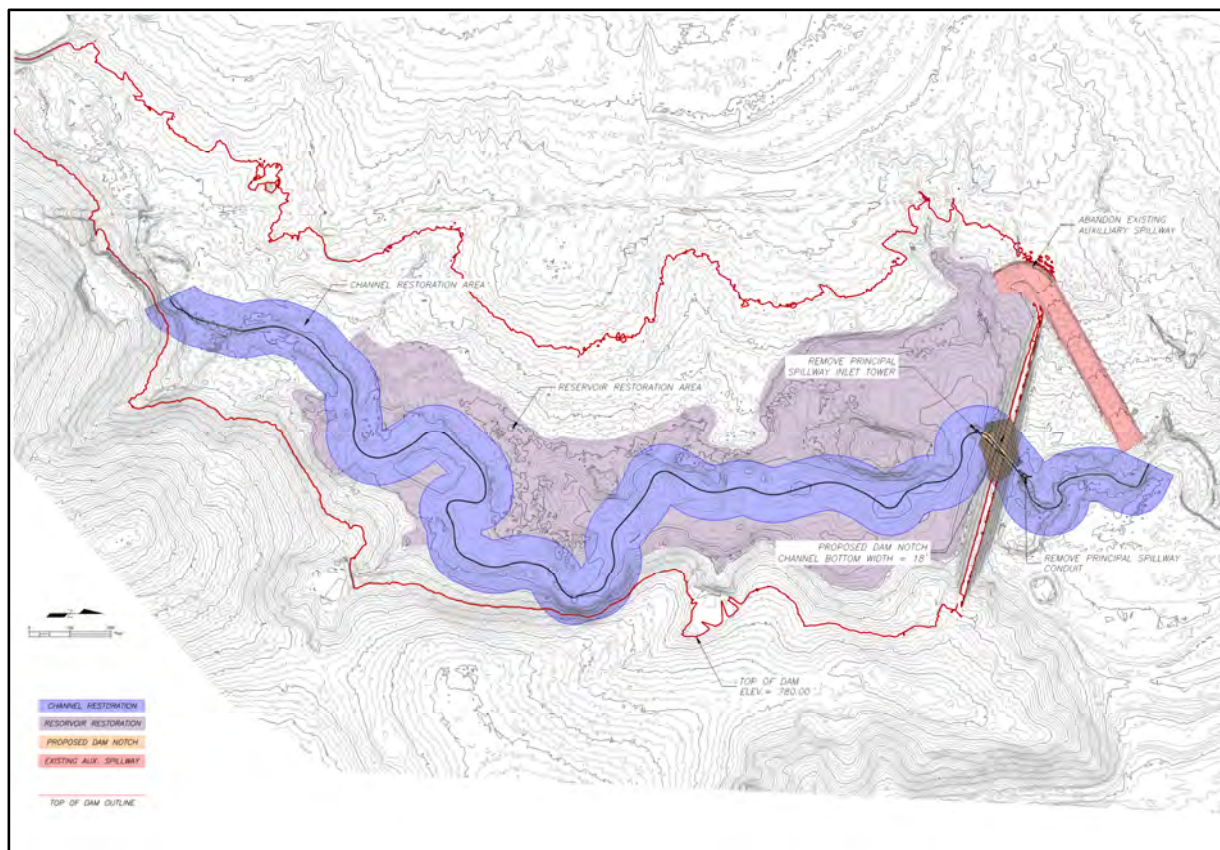 ABANDON EXISTING
AUXILLIARY SPILLWAY
CHANNEL RESTORATION AREA
REMOVE PRINCIPAL
SPILLWAY INLET TOWER
RESERVOIR RESTORATION AREA
PROPOSED DAM NOTCH
CHANNEL BOTTOM WIDTH = 18'
REMOVE PRINCIPAL SPILLWAY
CONDUIT
TOP OF DAM
ELEV.= 780.00
CHANNEL RESTORATION
RESORVOIR RESTORATION
PROPOSED DAM NOTCH
EXISTING AUX. SPILLWAY
TOP OF DAM OUTLINE